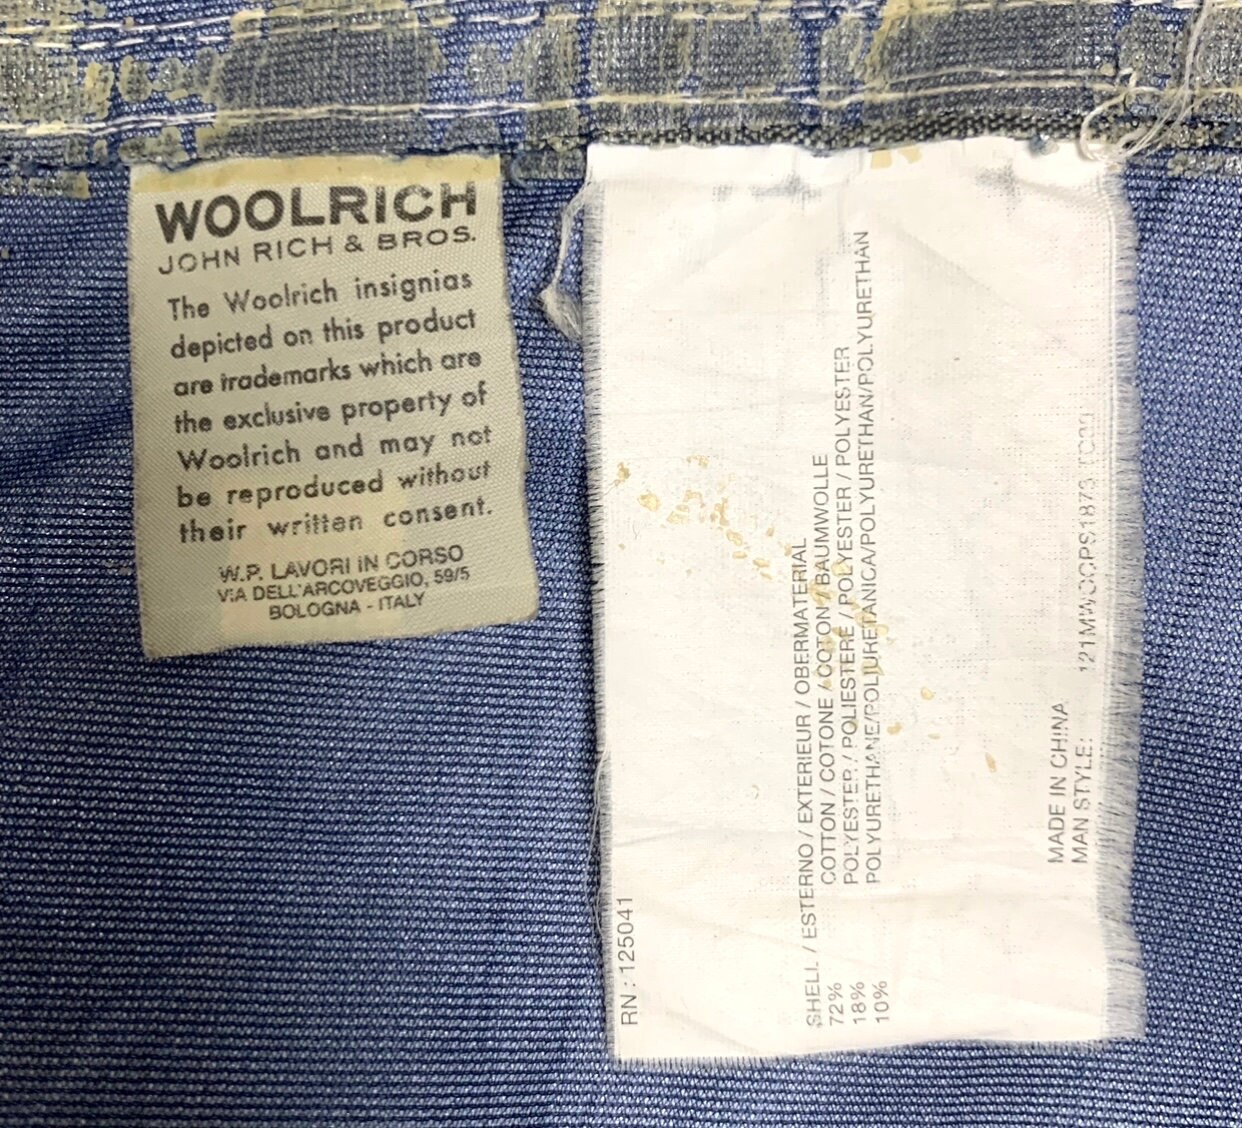 WOOLRICH
JOHN RICH & BROS.
The Woolrich insignias
depicted on this product
are trademarks which are
the exclusive property of
Woolrich and may not
be reproduced without
their written consent.
W.P. LAVORI IN CORSO
VIA DELL'ARCOVEGGIO, 59/5
BOLOGNA - ITALY
RN : 125041
SHELL / ESTERNO / EXTERIEUR / OBERMATERIAL
72% COTTON / COTONE / COTON / BAUMWOLLE
18% POLYESTER / POLIESTERE / POLYESTER / POLYESTER
10% POLYURETHANE/POLIURETANICA/POLYURETHAN/POLYURETHAN
MADE IN CHINA
MAN STYLE: